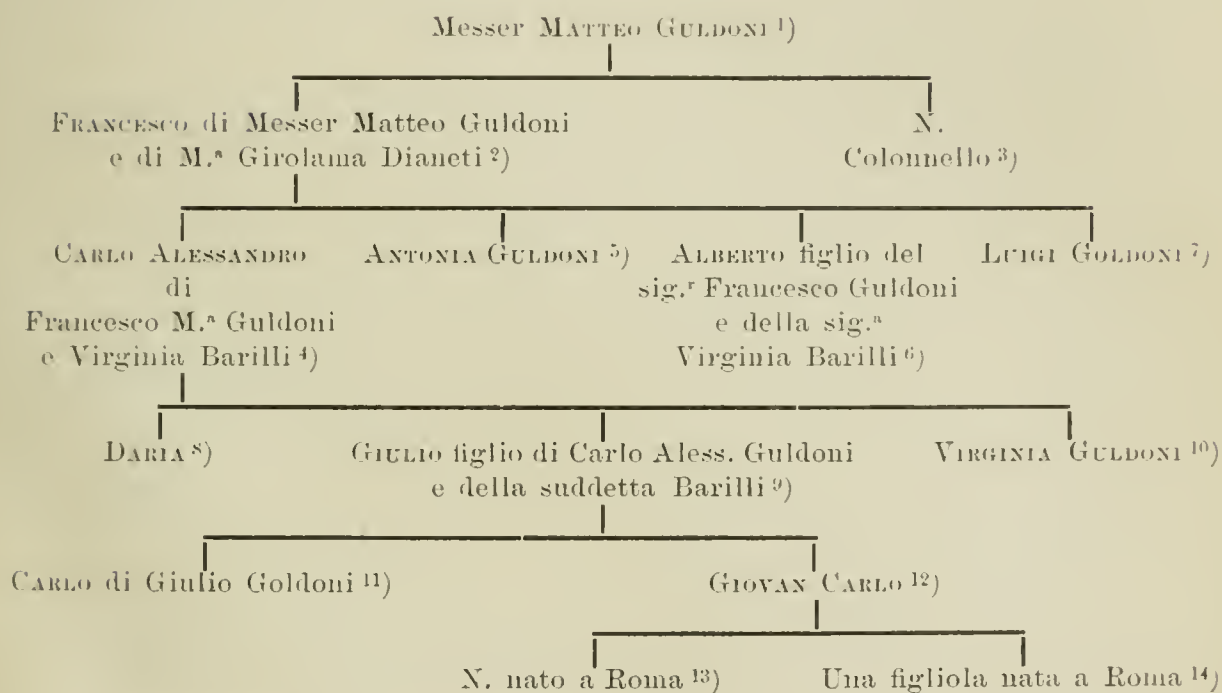 Messer MATTEO GULDONI ¹)
FRANCESCO di Messer Matteo Guldoni
e di M.ª Girolama Dianeti ²)
N.
Colonnello ³)
CARLO ALESSANDRO
di
Francesco M.ª Guldoni
e Virginia Barilli ⁴)
ANTONIA GULDONI ⁵)
ALBERTO figlio del
sig.ʳ Francesco Guldoni
e della sig.ª
Virginia Barilli ⁶)
LUIGI GOLDONI ⁷)
DARIA ⁸)
GIULIO figlio di Carlo Aless. Guldoni
e della suddetta Barilli ⁹)
VIRGINIA GULDONI ¹⁰)
CARLO di Giulio Goldoni ¹¹)
GIOVAN CARLO ¹²)
N. nato a Roma ¹³)
Una figliola nata a Roma ¹⁴)